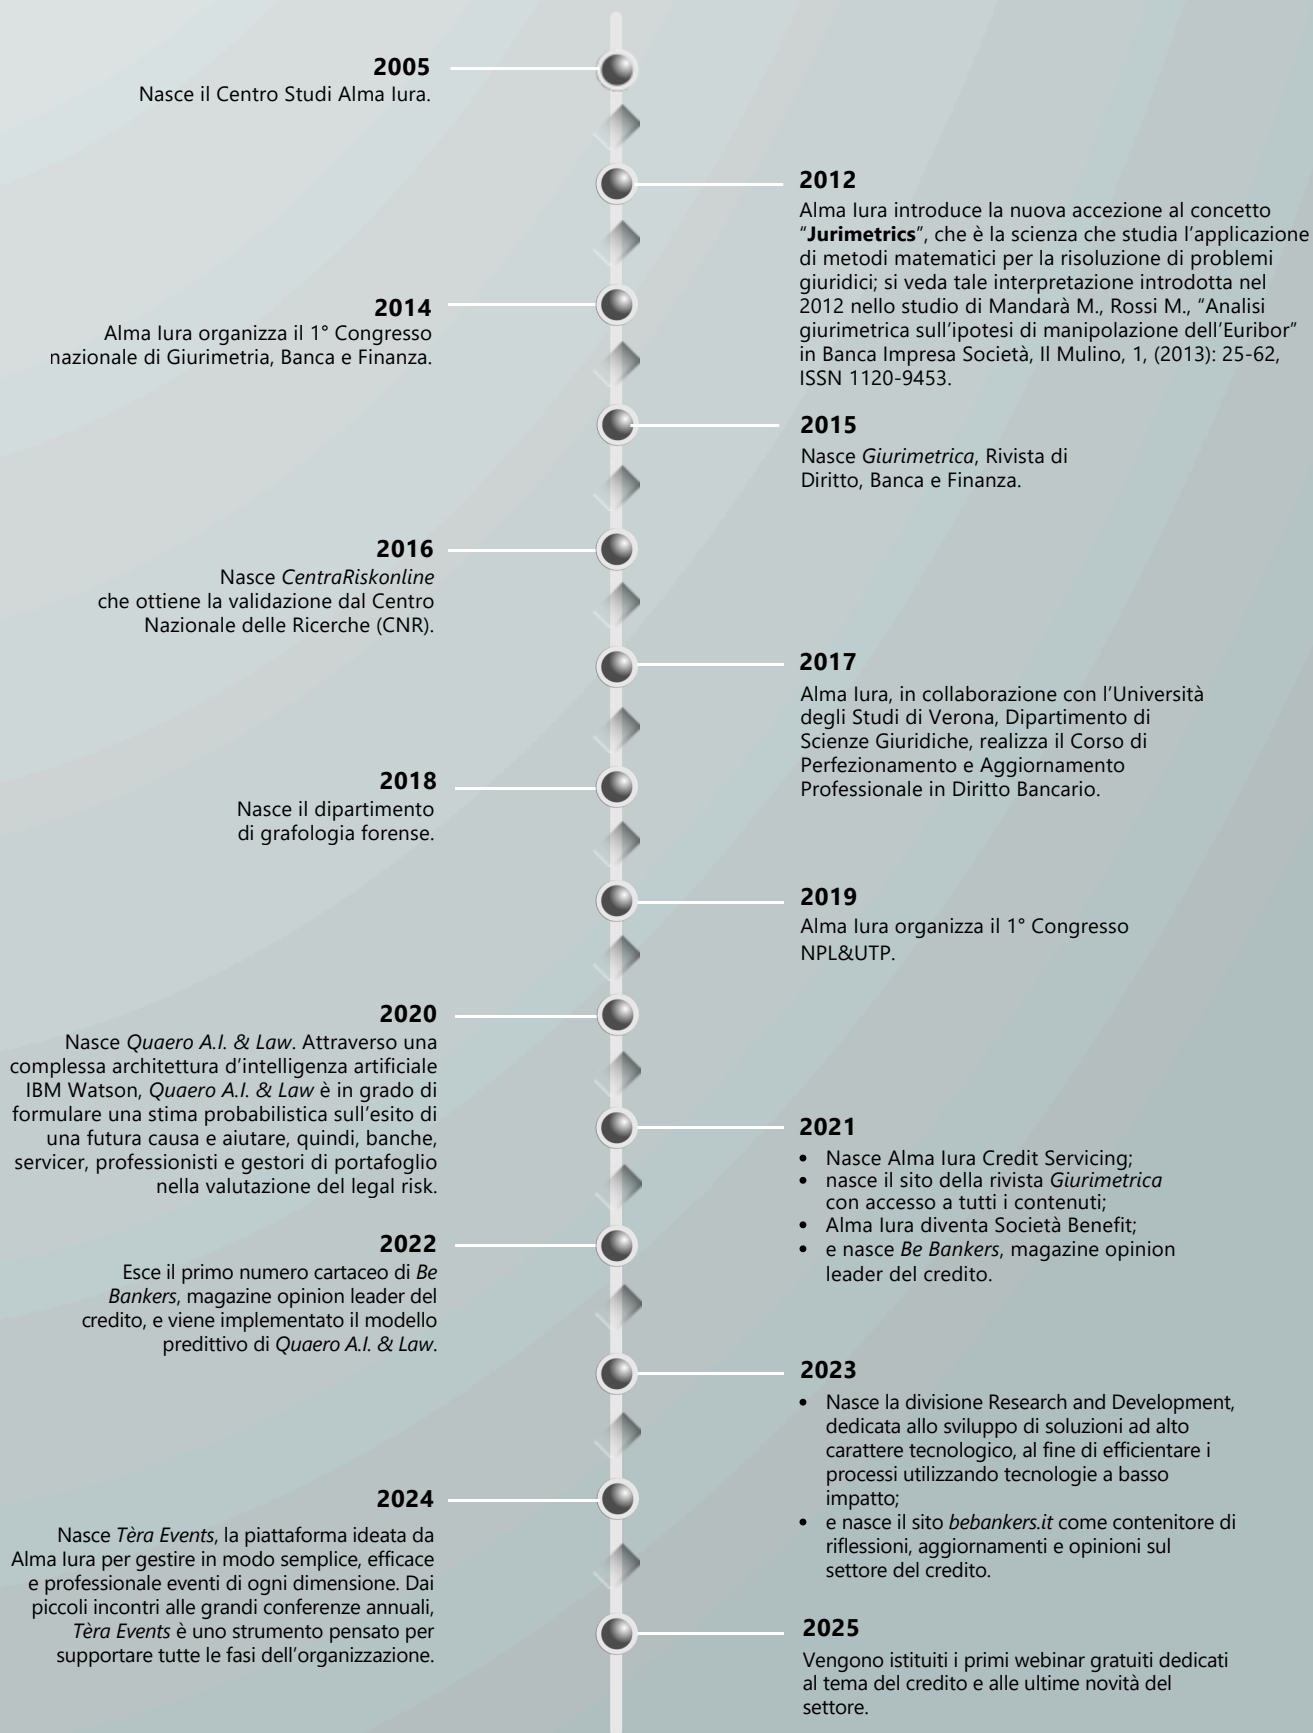 2005
Nasce il Centro Studi Alma Iura.
2012
Alma Iura introduce la nuova accezione al concetto
“Jurimetrics”, che è la scienza che studia l’applicazione
di metodi matematici per la risoluzione di problemi
giuridici; si veda tale interpretazione introdotta nel
2012 nello studio di Mandarà M., Rossi M., “Analisi
giurimetrica sull’ipotesi di manipolazione dell’Euribor”
in Banca Impresa Società, Il Mulino, 1, (2013): 25-62,
ISSN 1120-9453.
2014
Alma Iura organizza il 1° Congresso
nazionale di Giurimetria, Banca e Finanza.
2015
Nasce Giurimetrica, Rivista di
Diritto, Banca e Finanza.
2016
Nasce CentraRiskonline
che ottiene la validazione dal Centro
Nazionale delle Ricerche (CNR).
2017
Alma Iura, in collaborazione con l’Università
degli Studi di Verona, Dipartimento di
Scienze Giuridiche, realizza il Corso di
Perfezionamento e Aggiornamento
Professionale in Diritto Bancario.
2018
Nasce il dipartimento
di grafologia forense.
2019
Alma Iura organizza il 1° Congresso
NPL&UTP.
2020
Nasce Quaero A.I. & Law. Attraverso una
complessa architettura d’intelligenza artificiale
IBM Watson, Quaero A.I. & Law è in grado di
formulare una stima probabilistica sull’esito di
una futura causa e aiutare, quindi, banche,
servicer, professionisti e gestori di portafoglio
nella valutazione del legal risk.
2021
• Nasce Alma Iura Credit Servicing;
• nasce il sito della rivista Giurimetrica
con accesso a tutti i contenuti;
• Alma Iura diventa Società Benefit;
• e nasce Be Bankers, magazine opinion
leader del credito.
2022
Esce il primo numero cartaceo di Be
Bankers, magazine opinion leader del
credito, e viene implementato il modello
predittivo di Quaero A.I. & Law.
2023
• Nasce la divisione Research and Development,
dedicata allo sviluppo di soluzioni ad alto
carattere tecnologico, al fine di efficientare i
processi utilizzando tecnologie a basso
impatto;
• e nasce il sito bebankers.it come contenitore di
riflessioni, aggiornamenti e opinioni sul
settore del credito.
2024
Nasce Tèra Events, la piattaforma ideata da
Alma Iura per gestire in modo semplice, efficace
e professionale eventi di ogni dimensione. Dai
piccoli incontri alle grandi conferenze annuali,
Tèra Events è uno strumento pensato per
supportare tutte le fasi dell’organizzazione.
2025
Vengono istituiti i primi webinar gratuiti dedicati
al tema del credito e alle ultime novità del
settore.